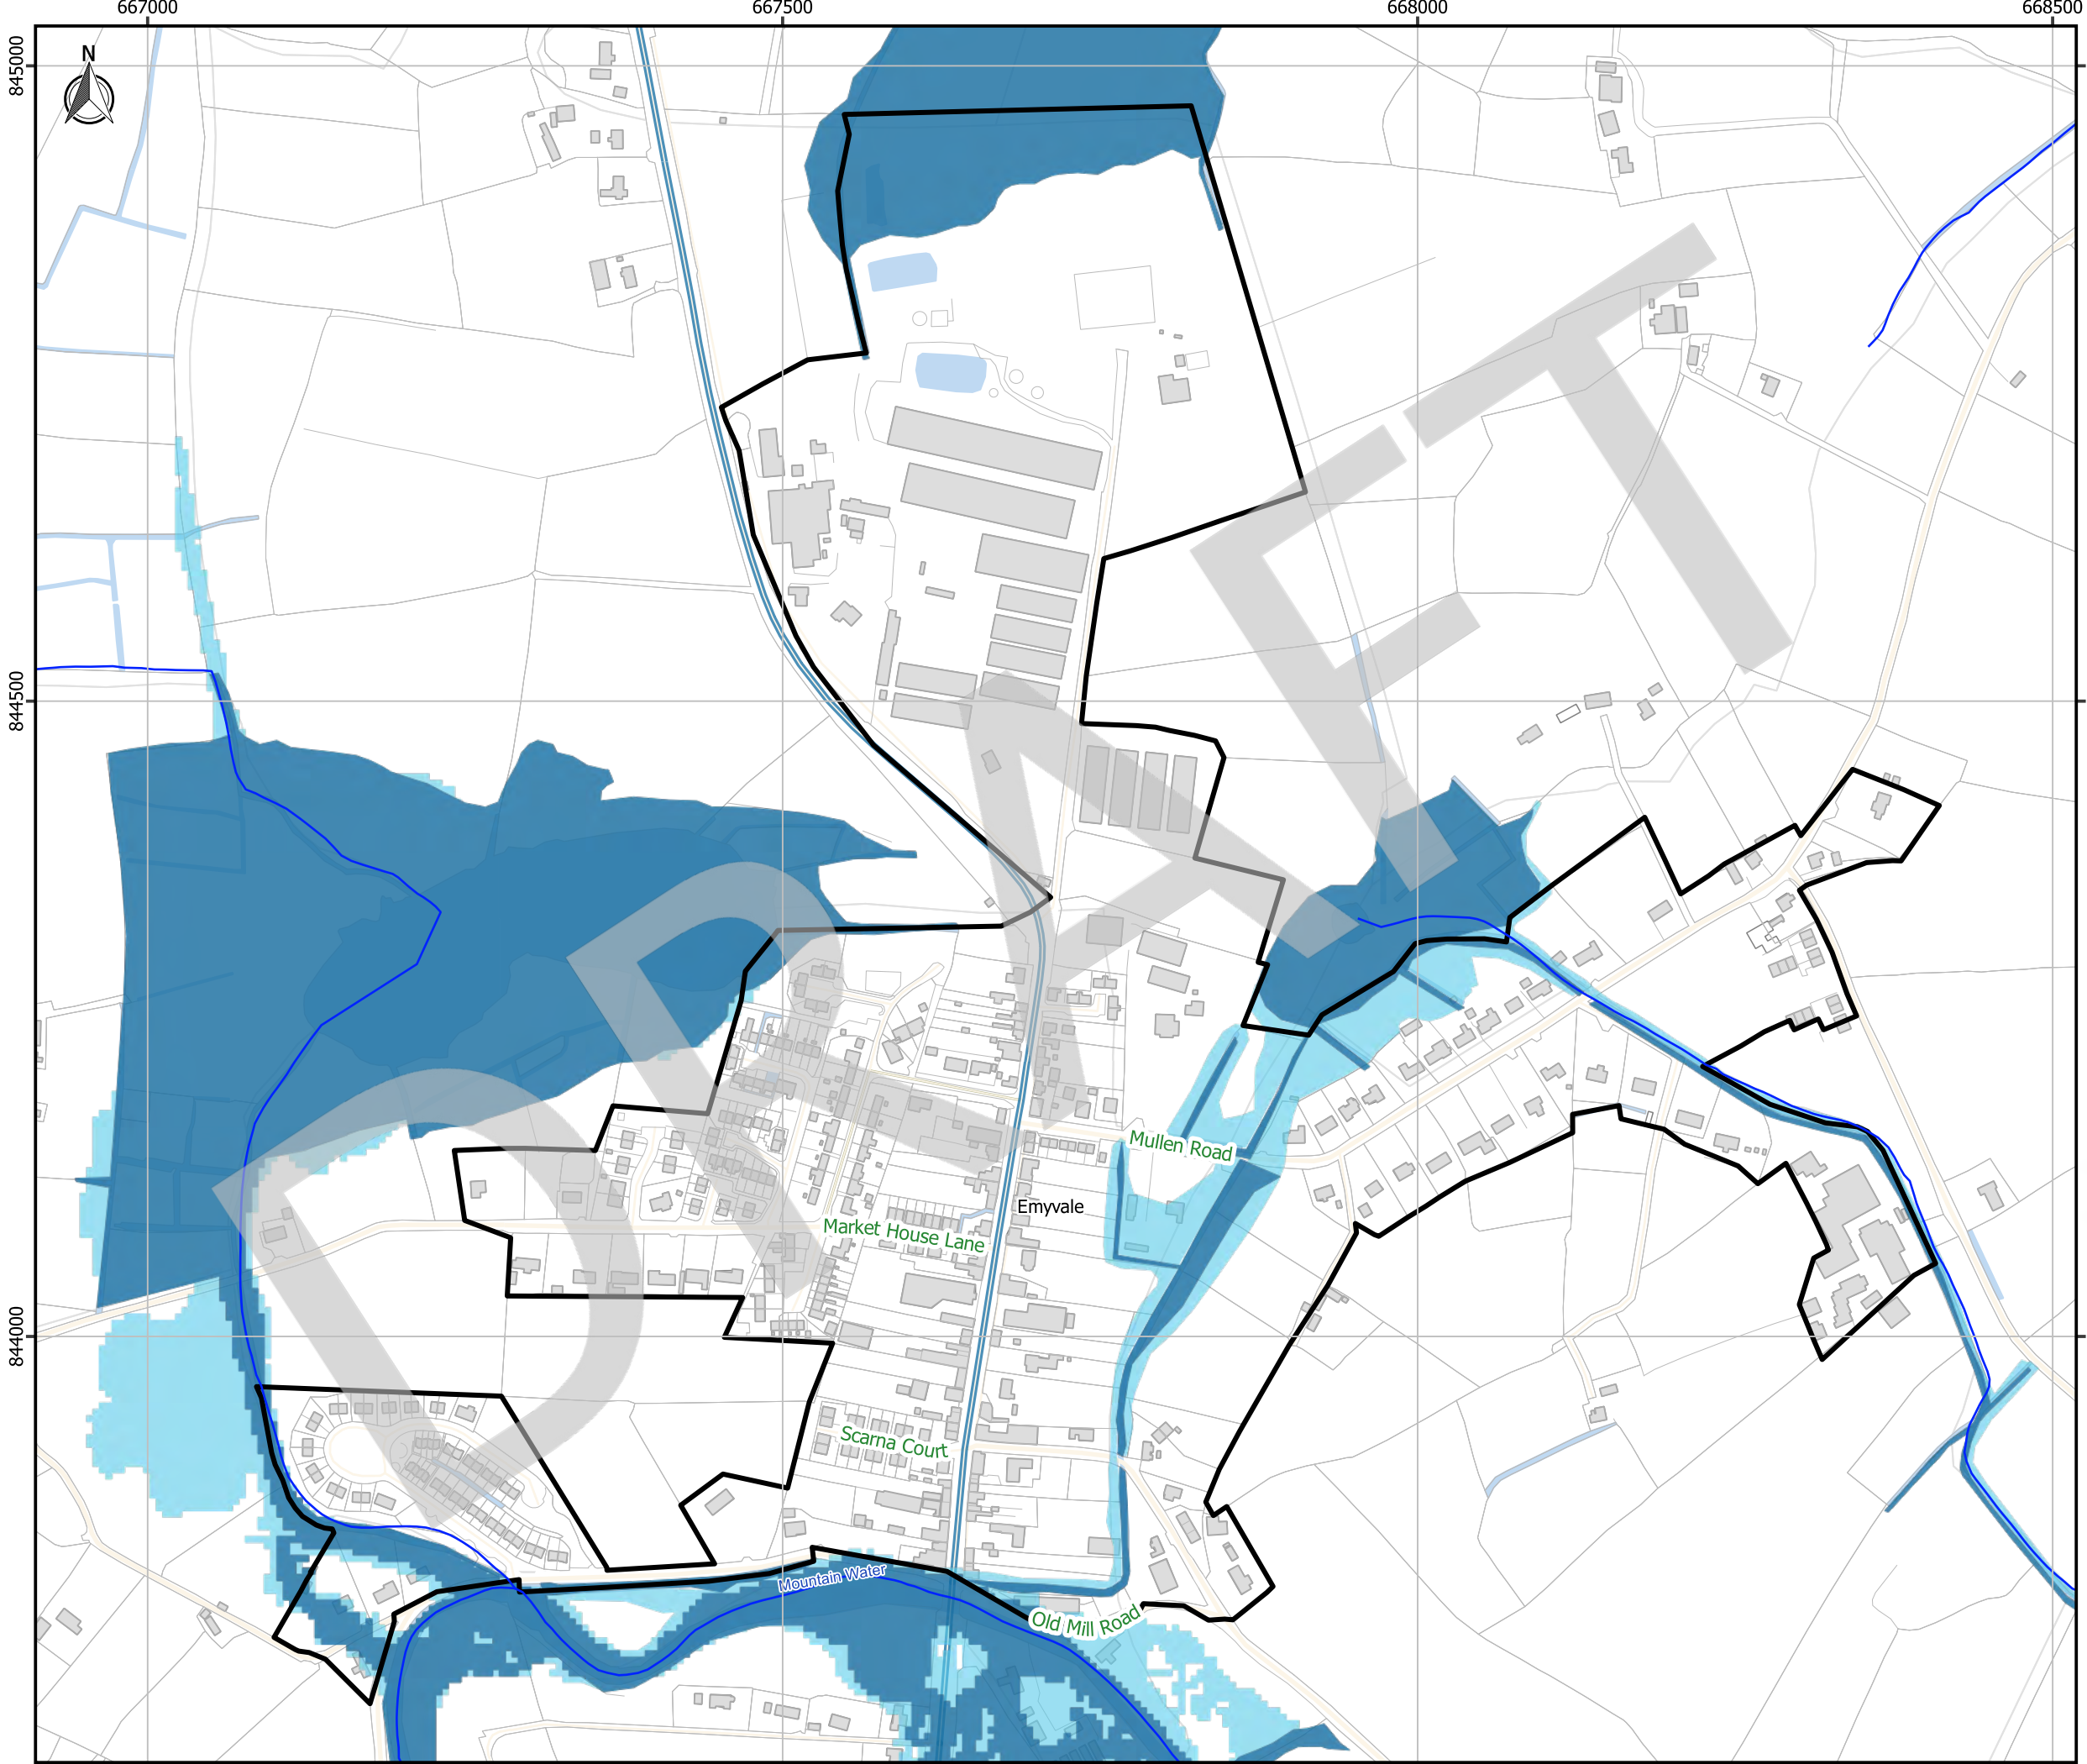 667000 667500 668000 668500
845000
N
844500
Mullen Road
Emyvale
Market House Lane
844000
Scarna Court
Mountain Water
Old Mill Road
DRAFT